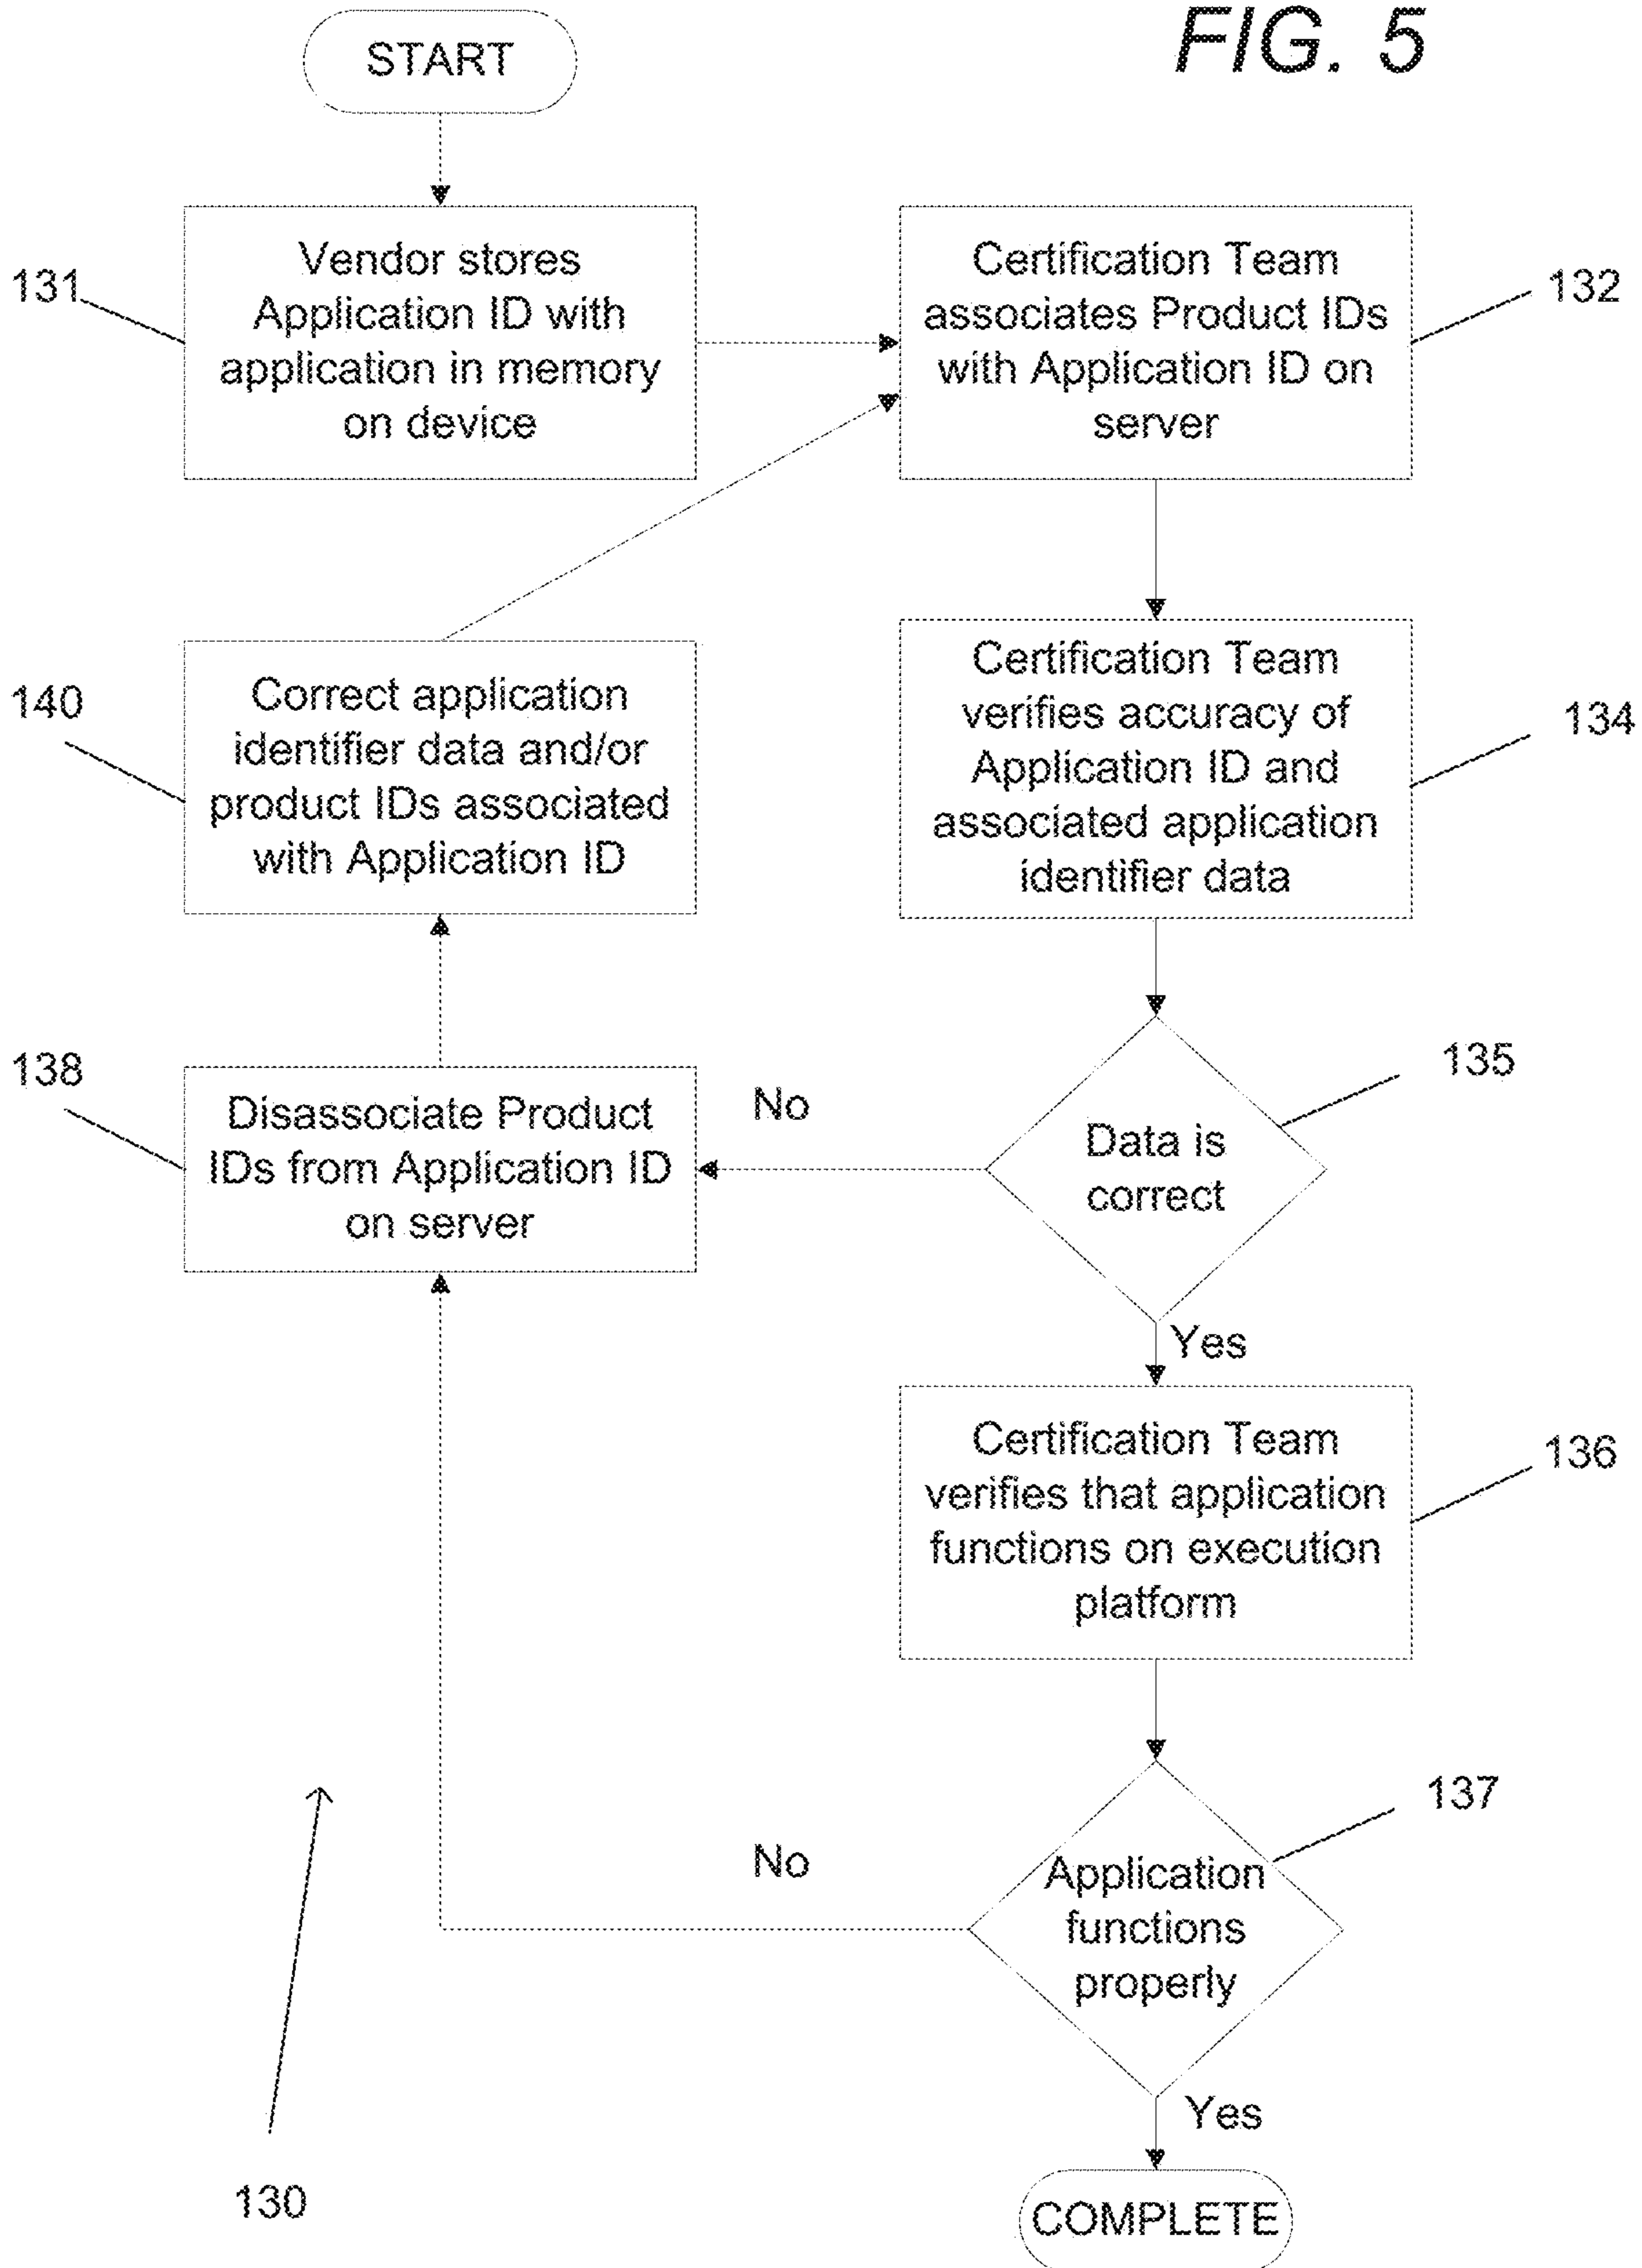 FIG. 5
START
131
Vendor stores
Application ID with
application in memory
on device
Certification Team
associates Product IDs
with Application ID on
server
132
140
Correct application
identifier data and/or
product IDs associated
with Application ID
Certification Team
verifies accuracy of
Application ID and
associated application
identifier data
134
138
Disassociate Product
IDs from Application ID
on server
No
Data is
correct
135
Yes
Certification Team
verifies that application
functions on execution
platform
136
No
Application
functions
properly
137
Yes
130
COMPLETE